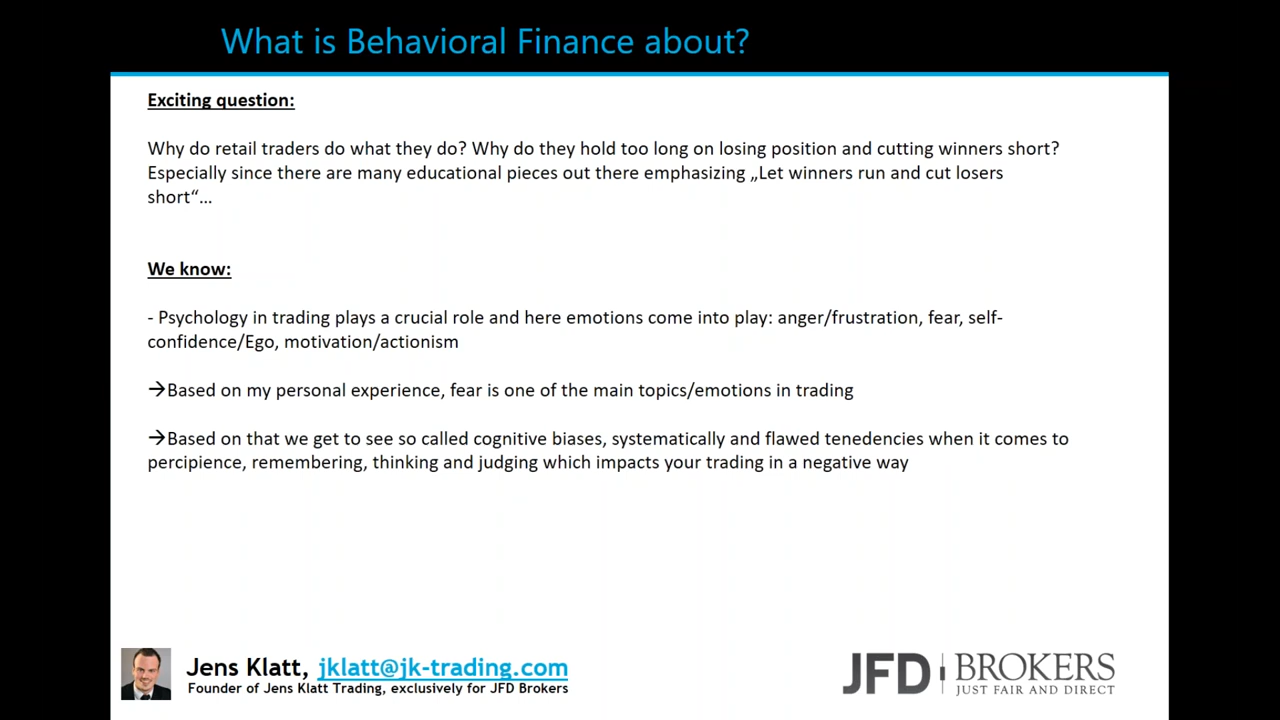 What is Behavioral Finance about?
Exciting question:
Why do retail traders do what they do? Why do they hold too long on losing position and cutting winners short?
Especially since there are many educational pieces out there emphasizing „Let winners run and cut losers
short“...
We know:
- Psychology in trading plays a crucial role and here emotions come into play: anger/frustration, fear, self-
confidence/Ego, motivation/actionism
→Based on my personal experience, fear is one of the main topics/emotions in trading
→Based on that we get to see so called cognitive biases, systematically and flawed tenedencies when it comes to
percipience, remembering, thinking and judging which impacts your trading in a negative way
Jens Klatt, jklatt@jk-trading.com
Founder of Jens Klatt Trading, exclusively for JFD Brokers
JFD BROKERS
JUST FAIR AND DIRECT